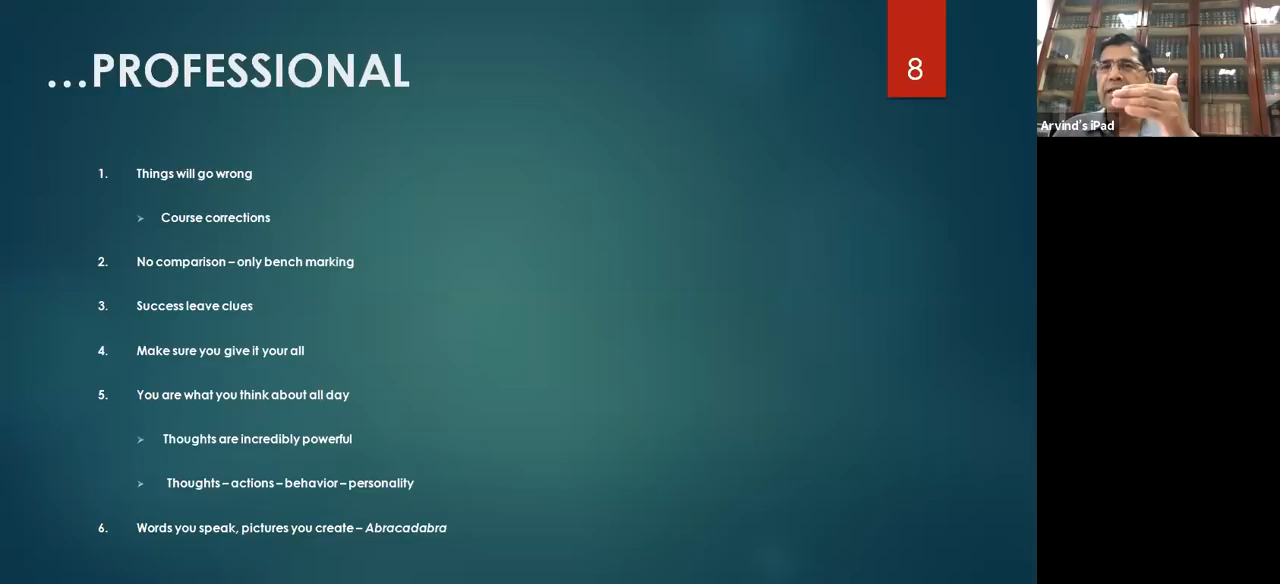 ...PROFESSIONAL
8
1. Things will go wrong
➢ Course corrections
2. No comparison – only bench marking
3. Success leave clues
4. Make sure you give it your all
5. You are what you think about all day
➢ Thoughts are incredibly powerful
➢ Thoughts – actions – behavior – personality
6. Words you speak, pictures you create – Abracadabra
Arvind's iPad